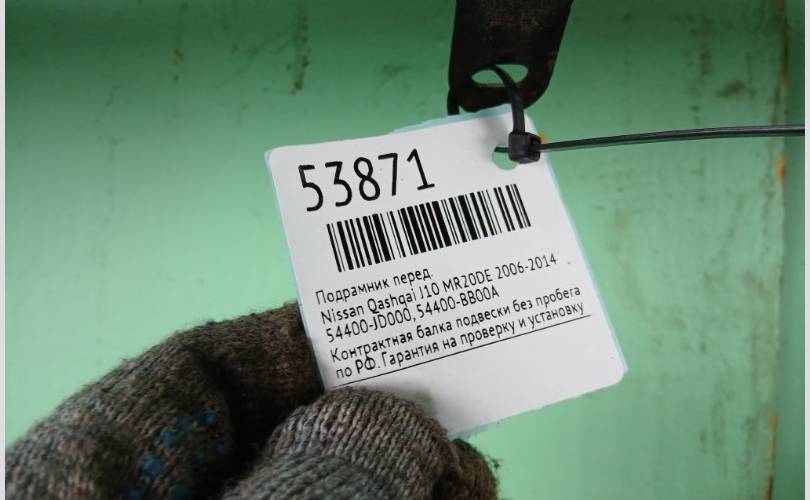 53871
Подрамник перед.
Nissan Qashqai J10 MR20DE 2006-2014
54400-JD000, 54400-BB00A
Контрактная балка подвески без пробега
по РФ. Гарантия на проверку и установку